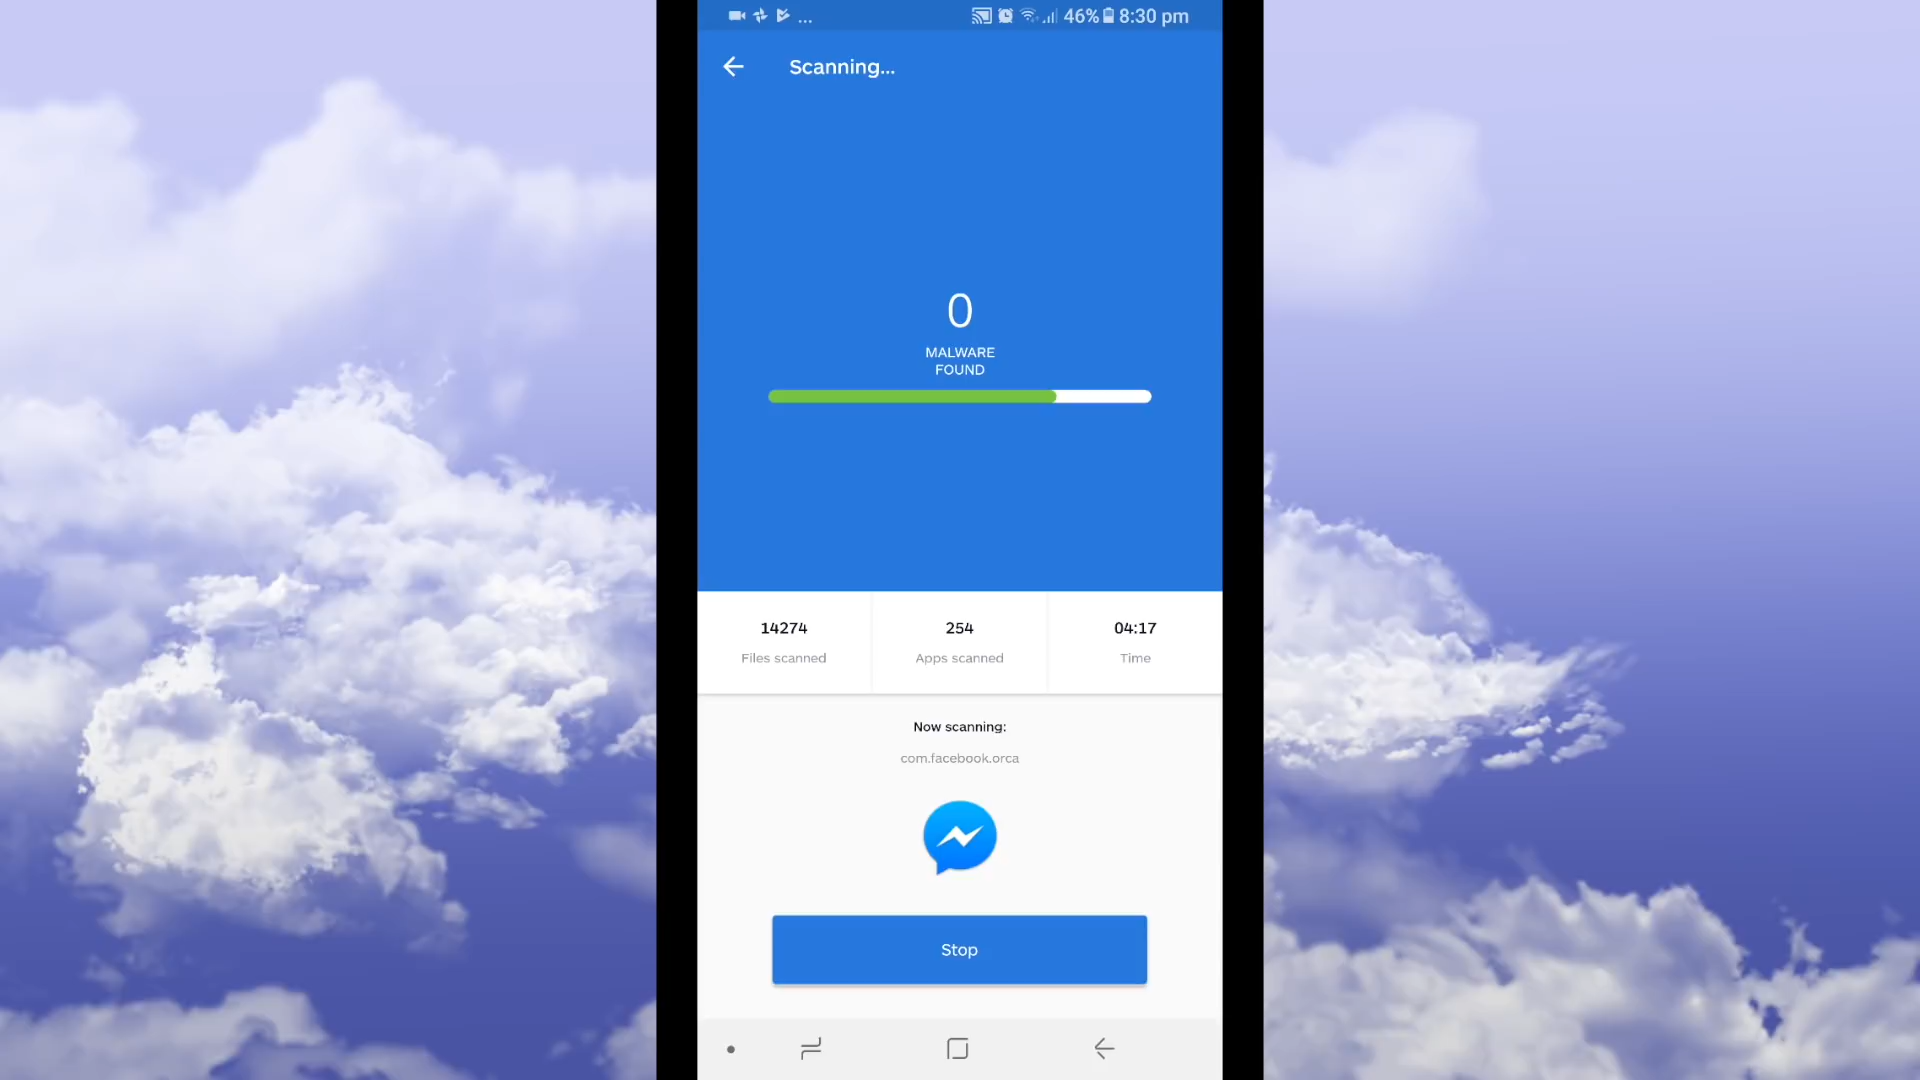 ... 46% 8:30 pm
Scanning...
0
MALWARE
FOUND
14274 254 04:17
Files scanned Apps scanned Time
Now scanning:
com.facebook.orca
Stop